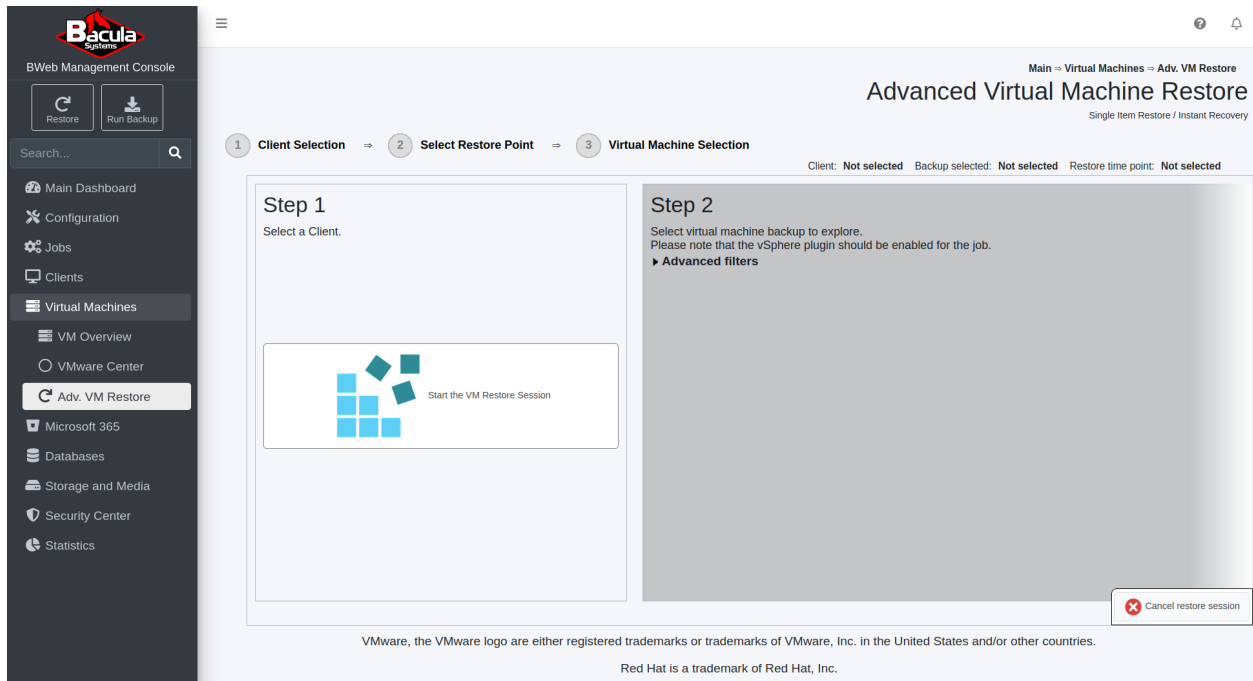 Bacula
Systems
BWeb Management Console
Restore
Run Backup
Search...
Main Dashboard
Configuration
Jobs
Clients
Virtual Machines
VM Overview
VMware Center
Adv. VM Restore
Microsoft 365
Databases
Storage and Media
Security Center
Statistics
Main ⇒ Virtual Machines ⇒ Adv. VM Restore
Advanced Virtual Machine Restore
Single Item Restore / Instant Recovery
1 Client Selection ⇒ 2 Select Restore Point ⇒ 3 Virtual Machine Selection
Client: Not selected Backup selected: Not selected Restore time point: Not selected
Step 1
Select a Client.
Start the VM Restore Session
Step 2
Select virtual machine backup to explore.
Please note that the vSphere plugin should be enabled for the job.
Advanced filters
Cancel restore session
VMware, the VMware logo are either registered trademarks or trademarks of VMware, Inc. in the United States and/or other countries.
Red Hat is a trademark of Red Hat, Inc.